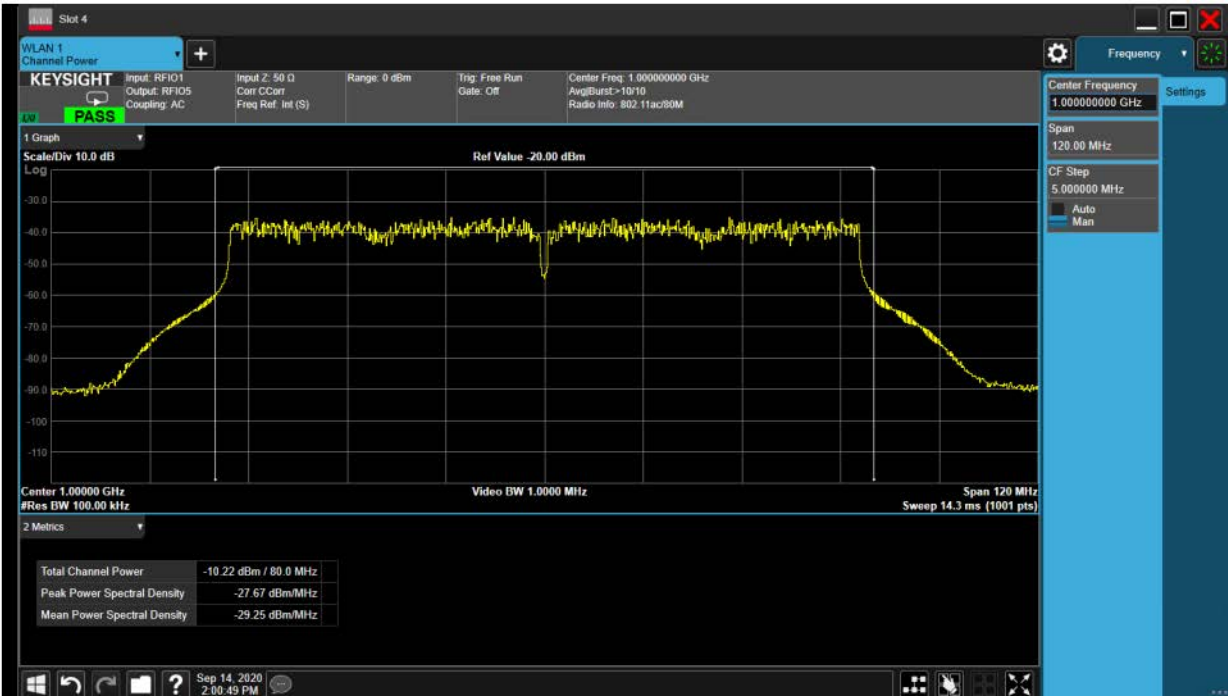 Slot 4
WLAN 1
Channel Power
+
Frequency
KEYSIGHT
Input: RFIO1
Output: RFIO5
Coupling: AC
Input Z: 50 Ω
Corr CCorr
Freq Ref: Int (S)
Range: 0 dBm
Trig: Free Run
Gate: Off
Center Freq: 1.000000000 GHz
Avg|Burst:>10/10
Radio Info: 802.11ac/80M
PASS
Center Frequency
1.000000000 GHz
Settings
Span
120.00 MHz
CF Step
5.000000 MHz
Auto
Man
1 Graph
Scale/Div 10.0 dB
Ref Value -20.00 dBm
Log
-30.0
-40.0
-50.0
-60.0
-70.0
-80.0
-90.0
-100
-110
Center 1.00000 GHz
Video BW 1.0000 MHz
Span 120 MHz
#Res BW 100.00 kHz
Sweep 14.3 ms (1001 pts)
2 Metrics
Total Channel Power -10.22 dBm / 80.0 MHz
Peak Power Spectral Density -27.67 dBm/MHz
Mean Power Spectral Density -29.25 dBm/MHz
?
Sep 14, 2020
2:00:49 PM